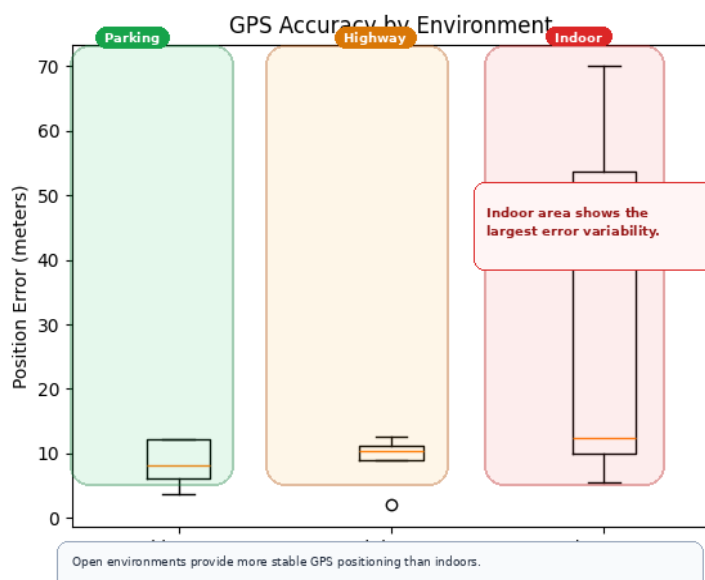 GPS Accuracy by Environment
Parking
Highway
Indoor
Position Error (meters)
70
60
50
40
30
20
10
0
Indoor area shows the
largest error variability.
Open environments provide more stable GPS positioning than indoors.